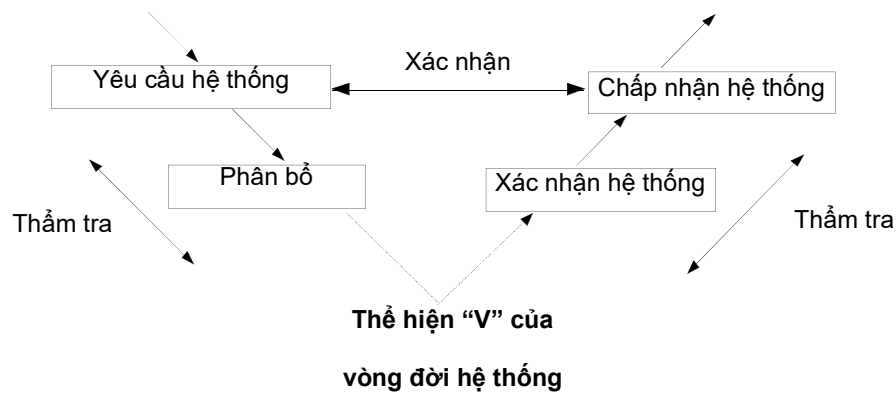 Xác nhận
Yêu cầu hệ thống
Chấp nhận hệ thống
Phân bổ
Xác nhận hệ thống
Thẩm tra
Thẩm tra
Thể hiện “V” của
vòng đời hệ thống